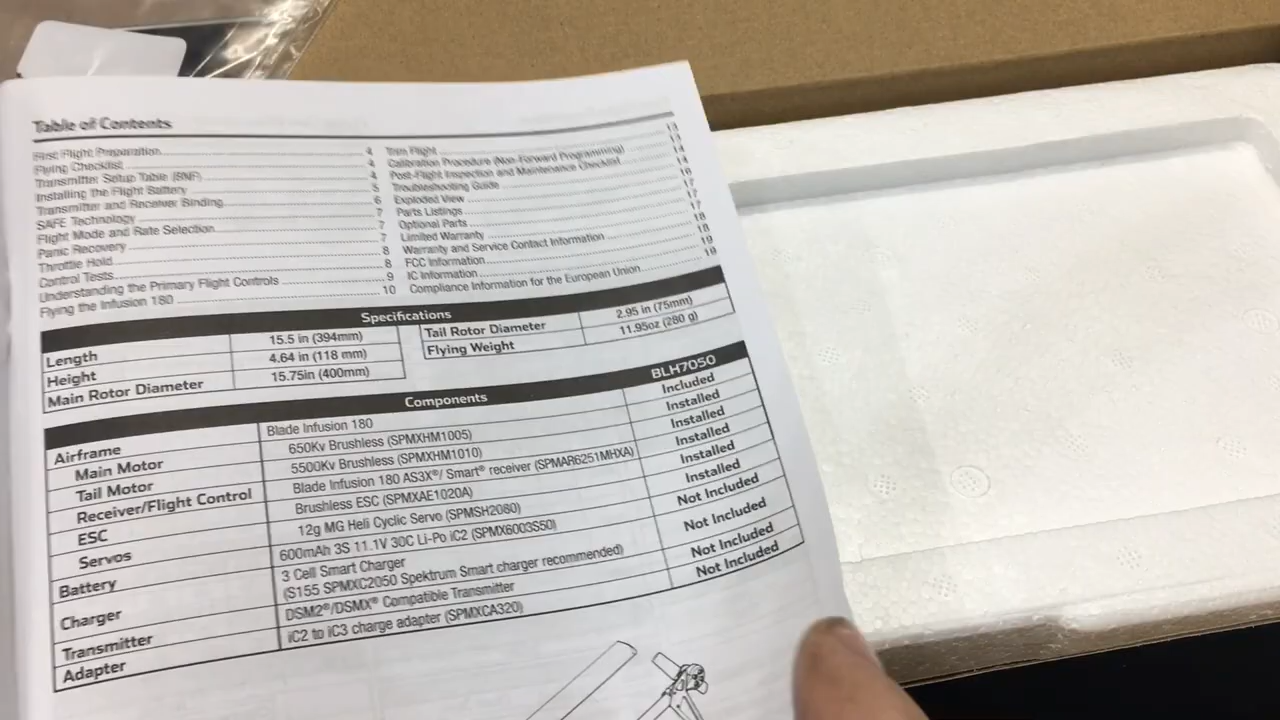 Table of Contents
First Flight Preparation 4
Flying Checklist 4
Transmitter Setup Table (BNF) 4
Installing the Flight Battery 5
Transmitter and Receiver Binding 6
SAFE Technology 7
Flight Mode and Rate Selection 7
Panic Recovery 7
Throttle Hold 8
Control Tests 8
Understanding the Primary Flight Controls 9
Flying the Infusion 180 10
Trim Flight 13
Calibration Procedure (Non-Forward Programming) 13
Post-Flight Inspection and Maintenance Checklist 14
Troubleshooting Guide 14
Exploded View 16
Parts Listings 17
Optional Parts 17
Limited Warranty 17
Warranty and Service Contact Information 18
FCC Information 19
IC Information 19
Compliance Information for the European Union 19
Specifications
Length 15.5 in (394mm)
Height 4.64 in (118 mm)
Main Rotor Diameter 15.75in (400mm)
Tail Rotor Diameter 2.95 in (75mm)
Flying Weight 11.95oz (280 g)
Components BLH7050
Airframe Blade Infusion 180 Included
Main Motor 650Kv Brushless (SPMXHM1005) Installed
Tail Motor 5500Kv Brushless (SPMXHM1010) Installed
Receiver/Flight Control Blade Infusion 180 AS3X®/ Smart® receiver (SPMAR6251MHXA) Installed
ESC Brushless ESC (SPMXAE1020A) Installed
Servos 12g MG Heli Cyclic Servo (SPMSH2080) Installed
Battery 600mAh 3S 11.1V 30C Li-Po iC2 (SPMX6003S50) Not Included
Charger 3 Cell Smart Charger
(S155 SPMXC2050 Spektrum Smart charger recommended) Not Included
Transmitter DSM2®/DSMX® Compatible Transmitter Not Included
Adapter iC2 to iC3 charge adapter (SPMXCA320) Not Included